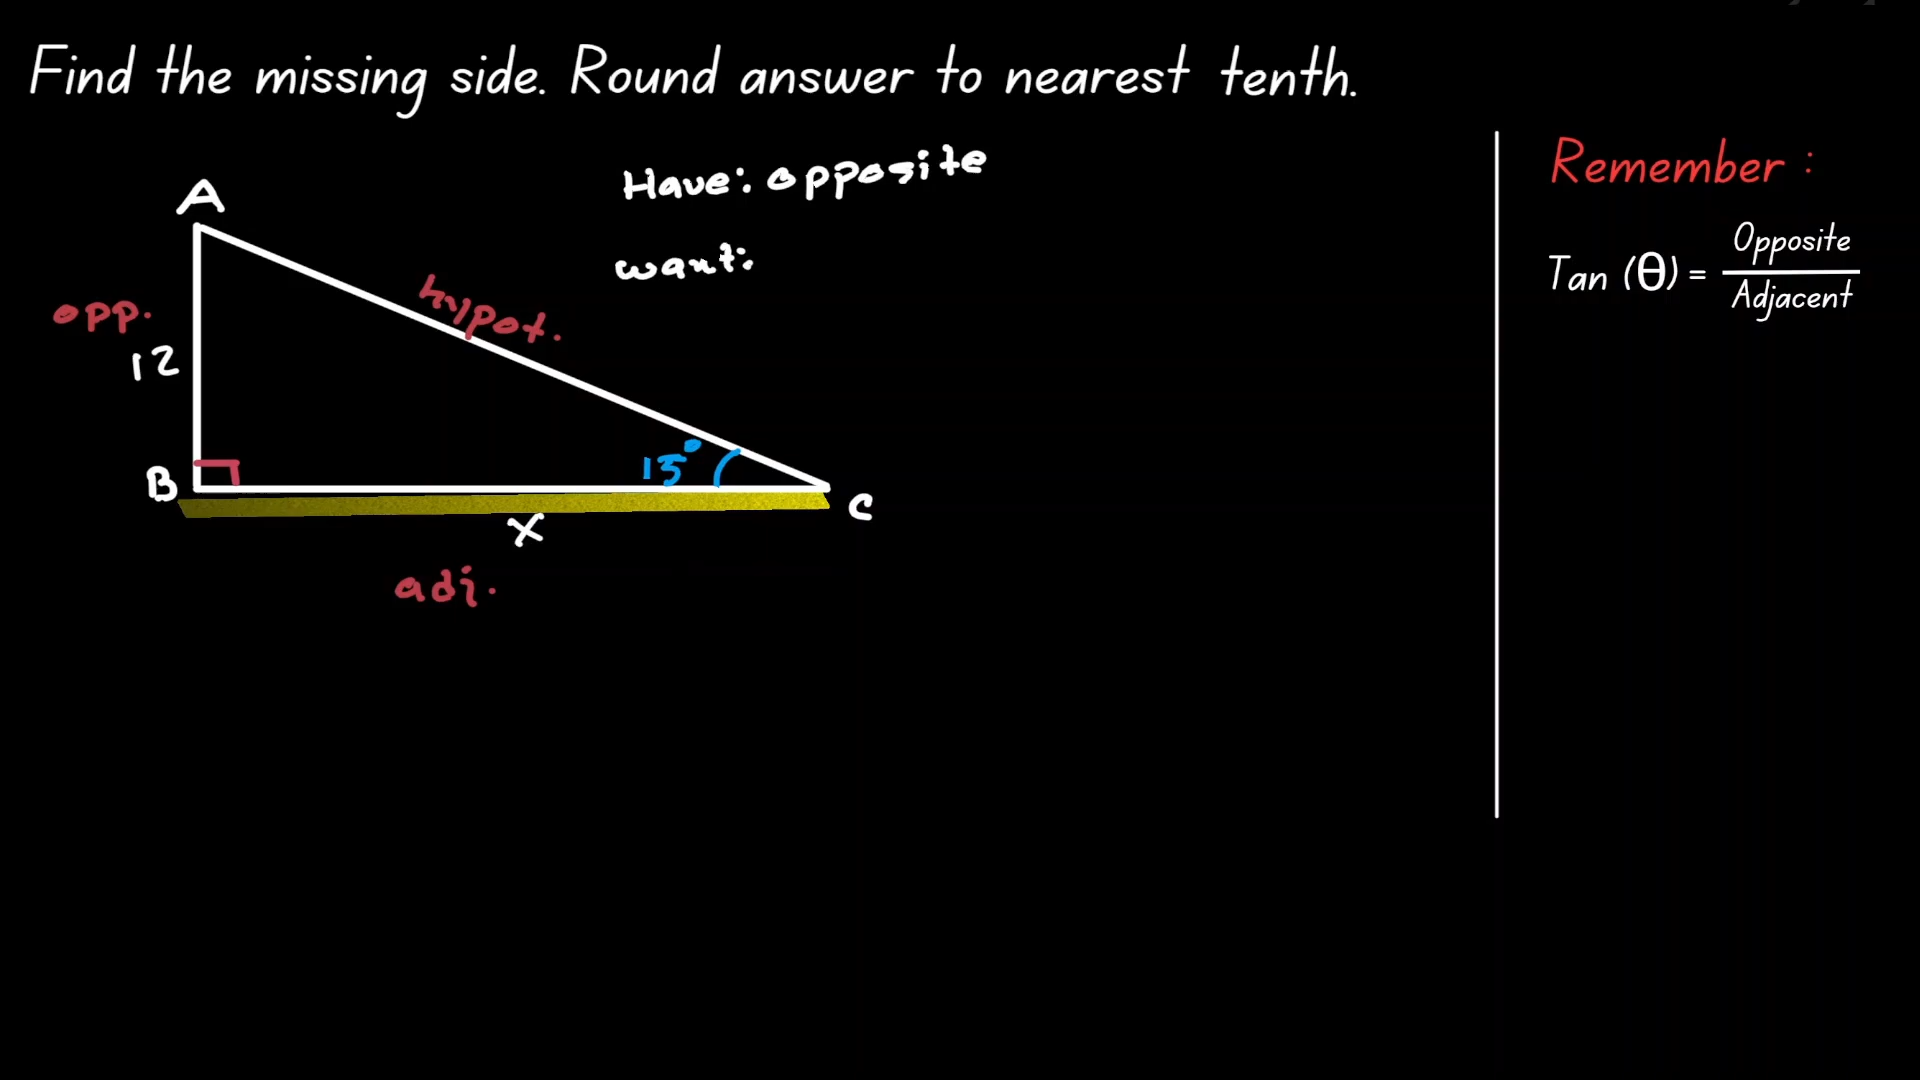 Find the missing side. Round answer to nearest tenth.
Have: opposite
want:
A
opp.
12
hypot.
B
15°
C
x
adj.
Remember :
Tan (θ) = Opposite
Adjacent